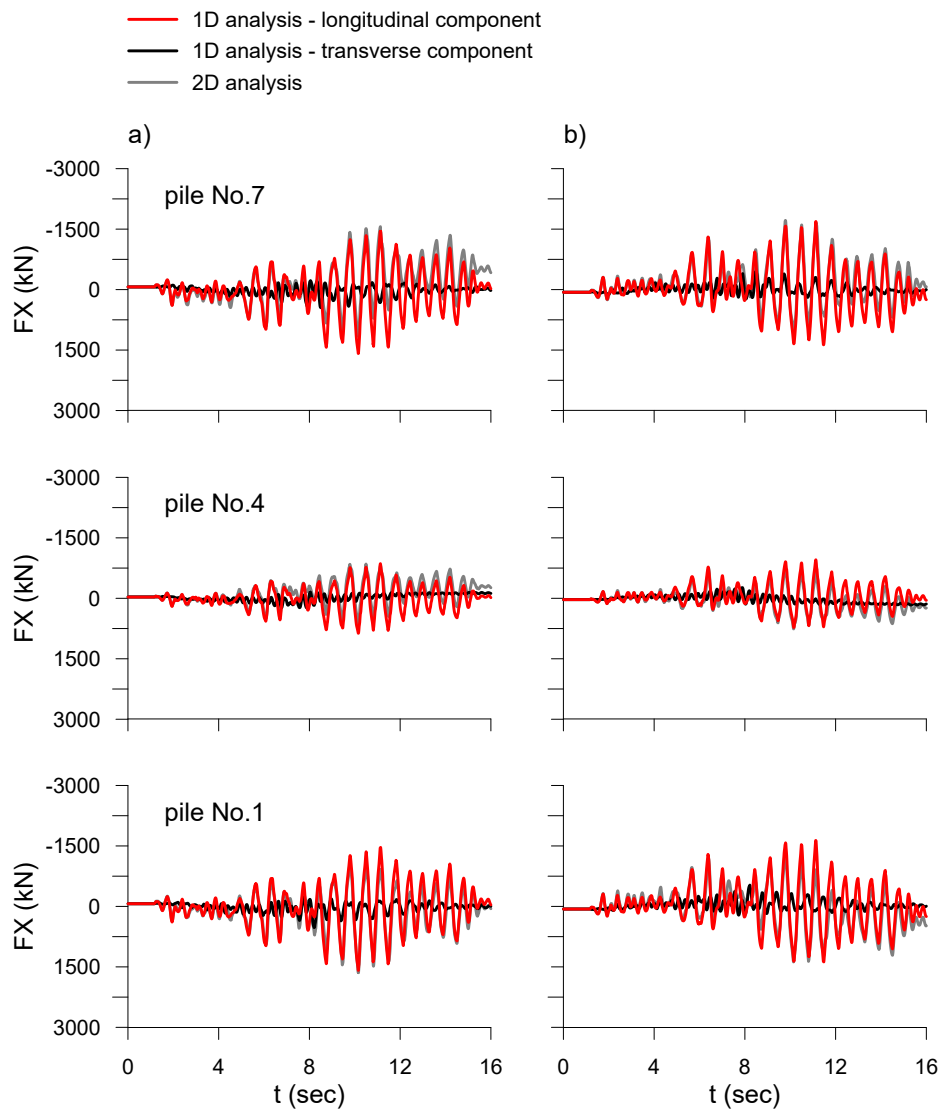 1D analysis - longitudinal component
1D analysis - transverse component
2D analysis
a) b)
-3000
pile No.7
-1500
0
1500
3000
FX (kN)
-3000
pile No.4
-1500
0
1500
3000
FX (kN)
-3000
pile No.1
-1500
0
1500
3000
FX (kN)
0 4 8 12 16 0 4 8 12 16
t (sec) t (sec)